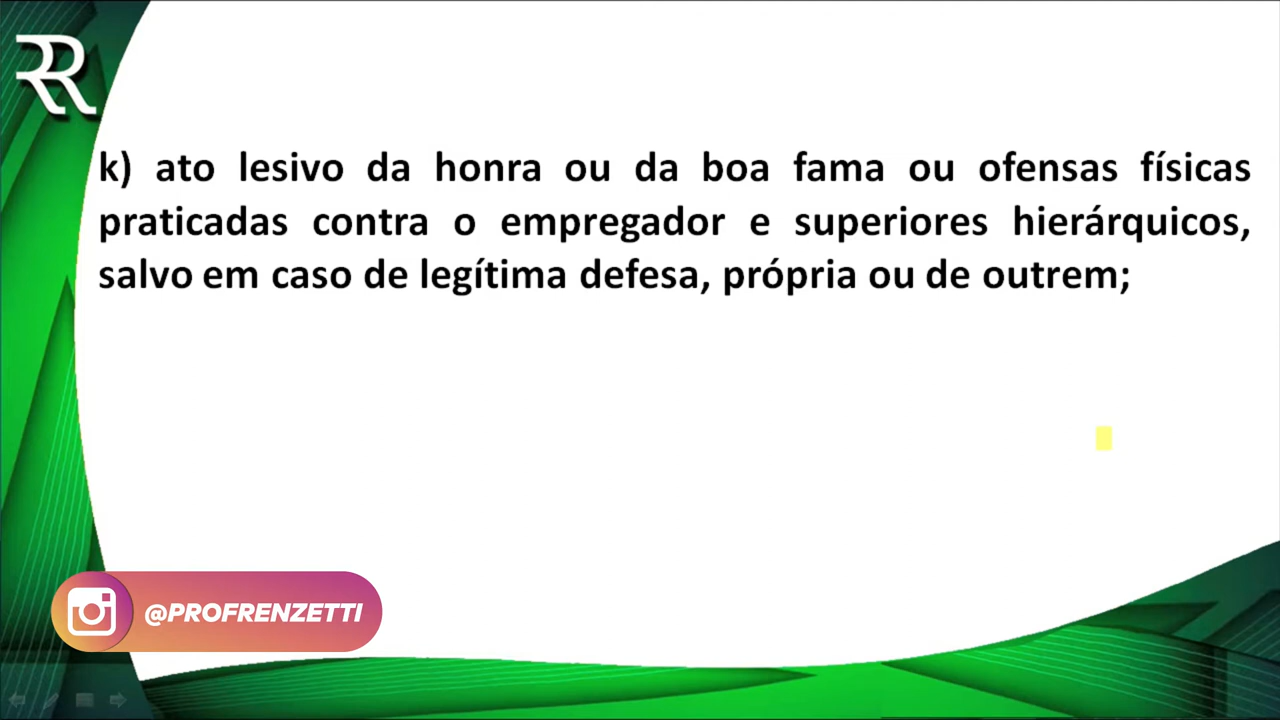 RR
k) ato lesivo da honra ou da boa fama ou ofensas físicas
praticadas contra o empregador e superiores hierárquicos,
salvo em caso de legítima defesa, própria ou de outrem;
@PROFRENZETTI